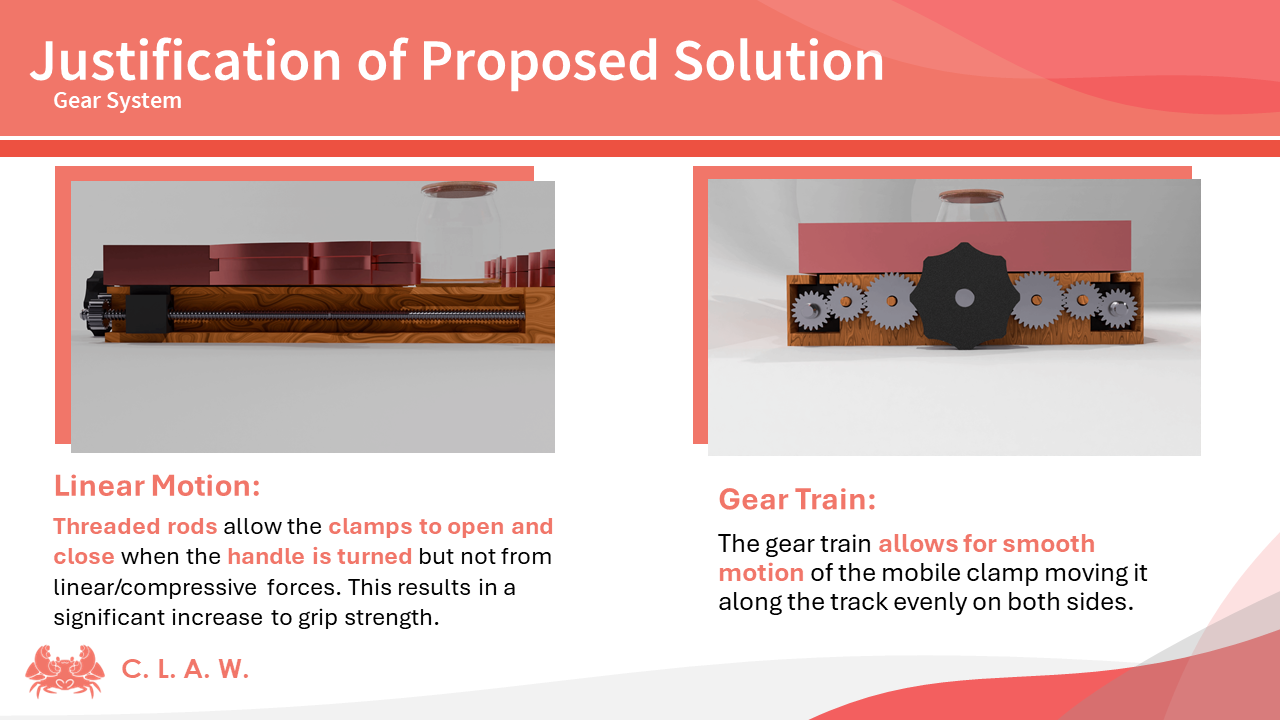 Justification of Proposed Solution
Gear System
Linear Motion:
Threaded rods allow the clamps to open and
close when the handle is turned but not from
linear/compressive forces. This results in a
significant increase to grip strength.
Gear Train:
The gear train allows for smooth
motion of the mobile clamp moving it
along the track evenly on both sides.
C. L. A. W.